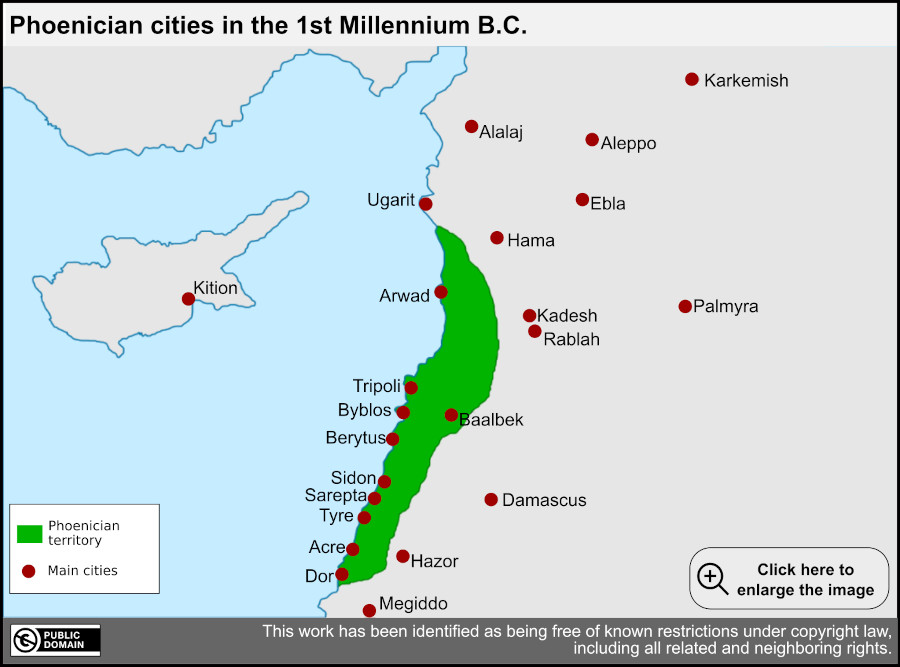 Phoenician cities in the 1st Millennium B.C.
Karkemish
Alalaj
Aleppo
Ugarit
Ebla
Hama
Kition
Arwad
Kadesh
Palmyra
Rablah
Tripoli
Byblos
Baalbek
Berytus
Sidon
Sarepta
Damascus
Tyre
Acre
Hazor
Dor
Megiddo
Phoenician
territory
Main cities
Click here to
enlarge the image
PUBLIC
DOMAIN
This work has been identified as being free of known restrictions under copyright law,
including all related and neighboring rights.